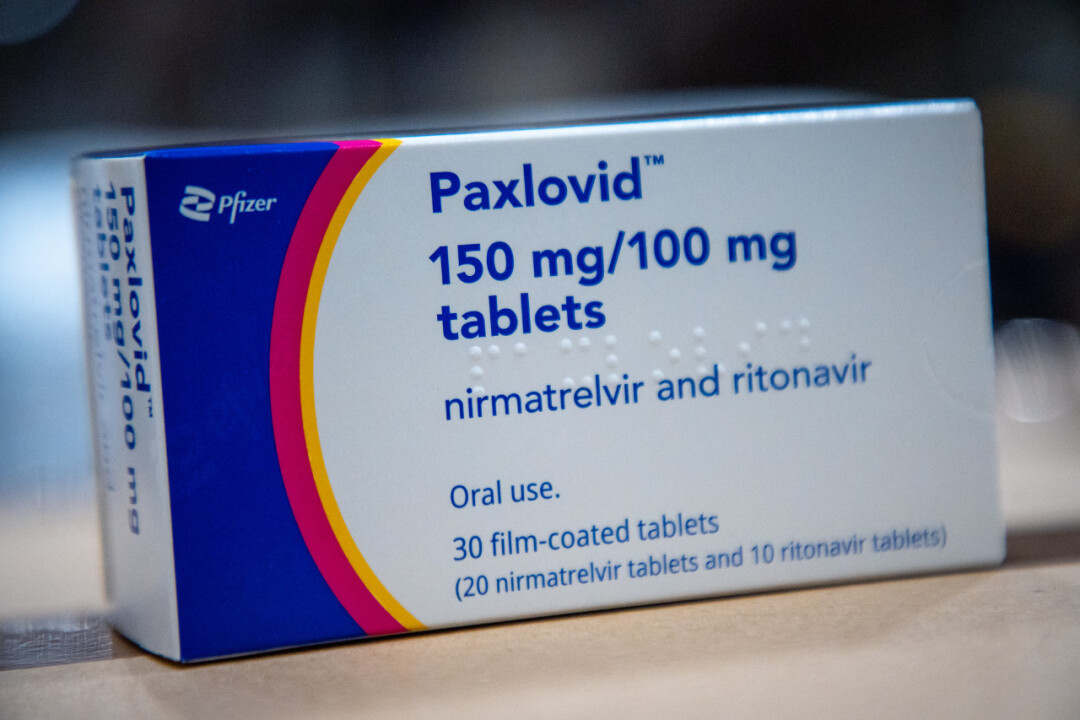 Pfizer
Paxlovid™
150 mg/100 mg
tablets
nirmatrelvir and ritonavir
Oral use.
30 film-coated tablets
(20 nirmatrelvir tablets and 10 ritonavir tablets)
Paxlovid™
150 mg/100 mg
tablets